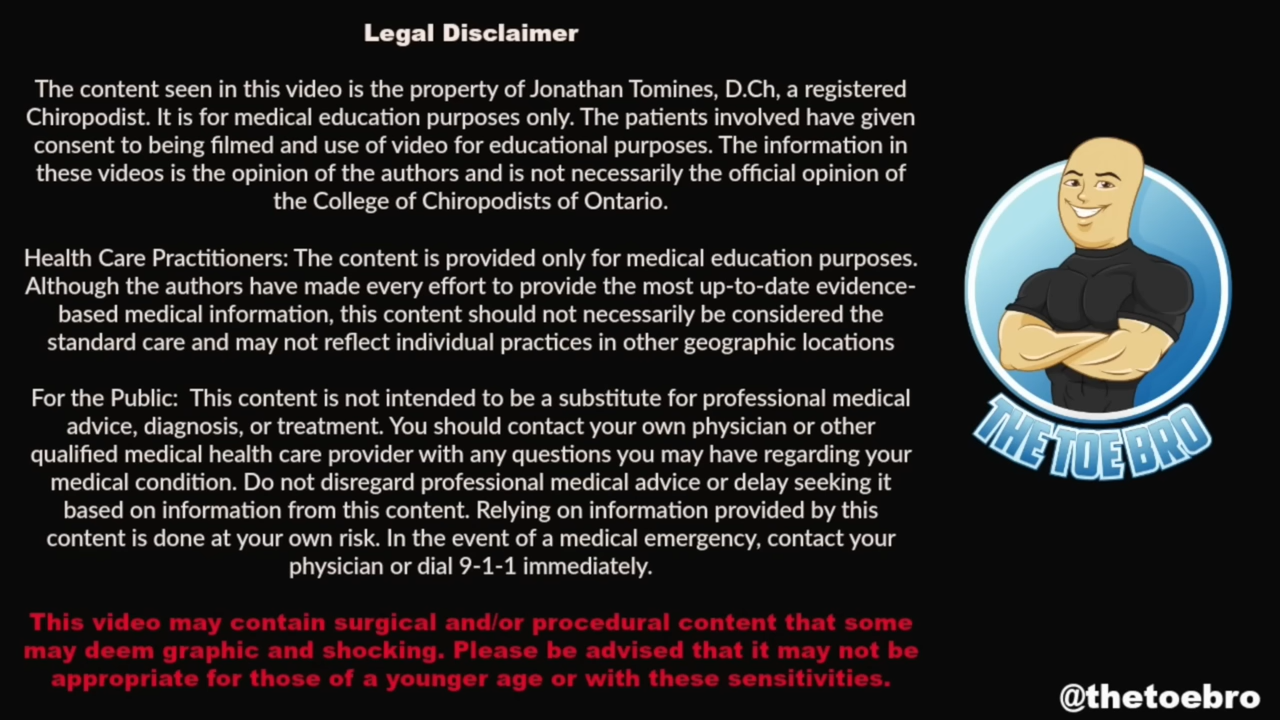 Legal Disclaimer
The content seen in this video is the property of Jonathan Tomines, D.Ch, a registered
Chiropodist. It is for medical education purposes only. The patients involved have given
consent to being filmed and use of video for educational purposes. The information in
these videos is the opinion of the authors and is not necessarily the official opinion of
the College of Chiropodists of Ontario.
Health Care Practitioners: The content is provided only for medical education purposes.
Although the authors have made every effort to provide the most up-to-date evidence-
based medical information, this content should not necessarily be considered the
standard care and may not reflect individual practices in other geographic locations
For the Public: This content is not intended to be a substitute for professional medical
advice, diagnosis, or treatment. You should contact your own physician or other
qualified medical health care provider with any questions you may have regarding your
medical condition. Do not disregard professional medical advice or delay seeking it
based on information from this content. Relying on information provided by this
content is done at your own risk. In the event of a medical emergency, contact your
physician or dial 9-1-1 immediately.
This video may contain surgical and/or procedural content that some
may deem graphic and shocking. Please be advised that it may not be
appropriate for those of a younger age or with these sensitivities.
THE TOE BRO
@thetoebro